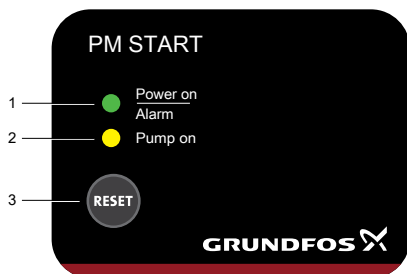 PM START
1
Power on
Alarm
2
Pump on
3
RESET
GRUNDFOS